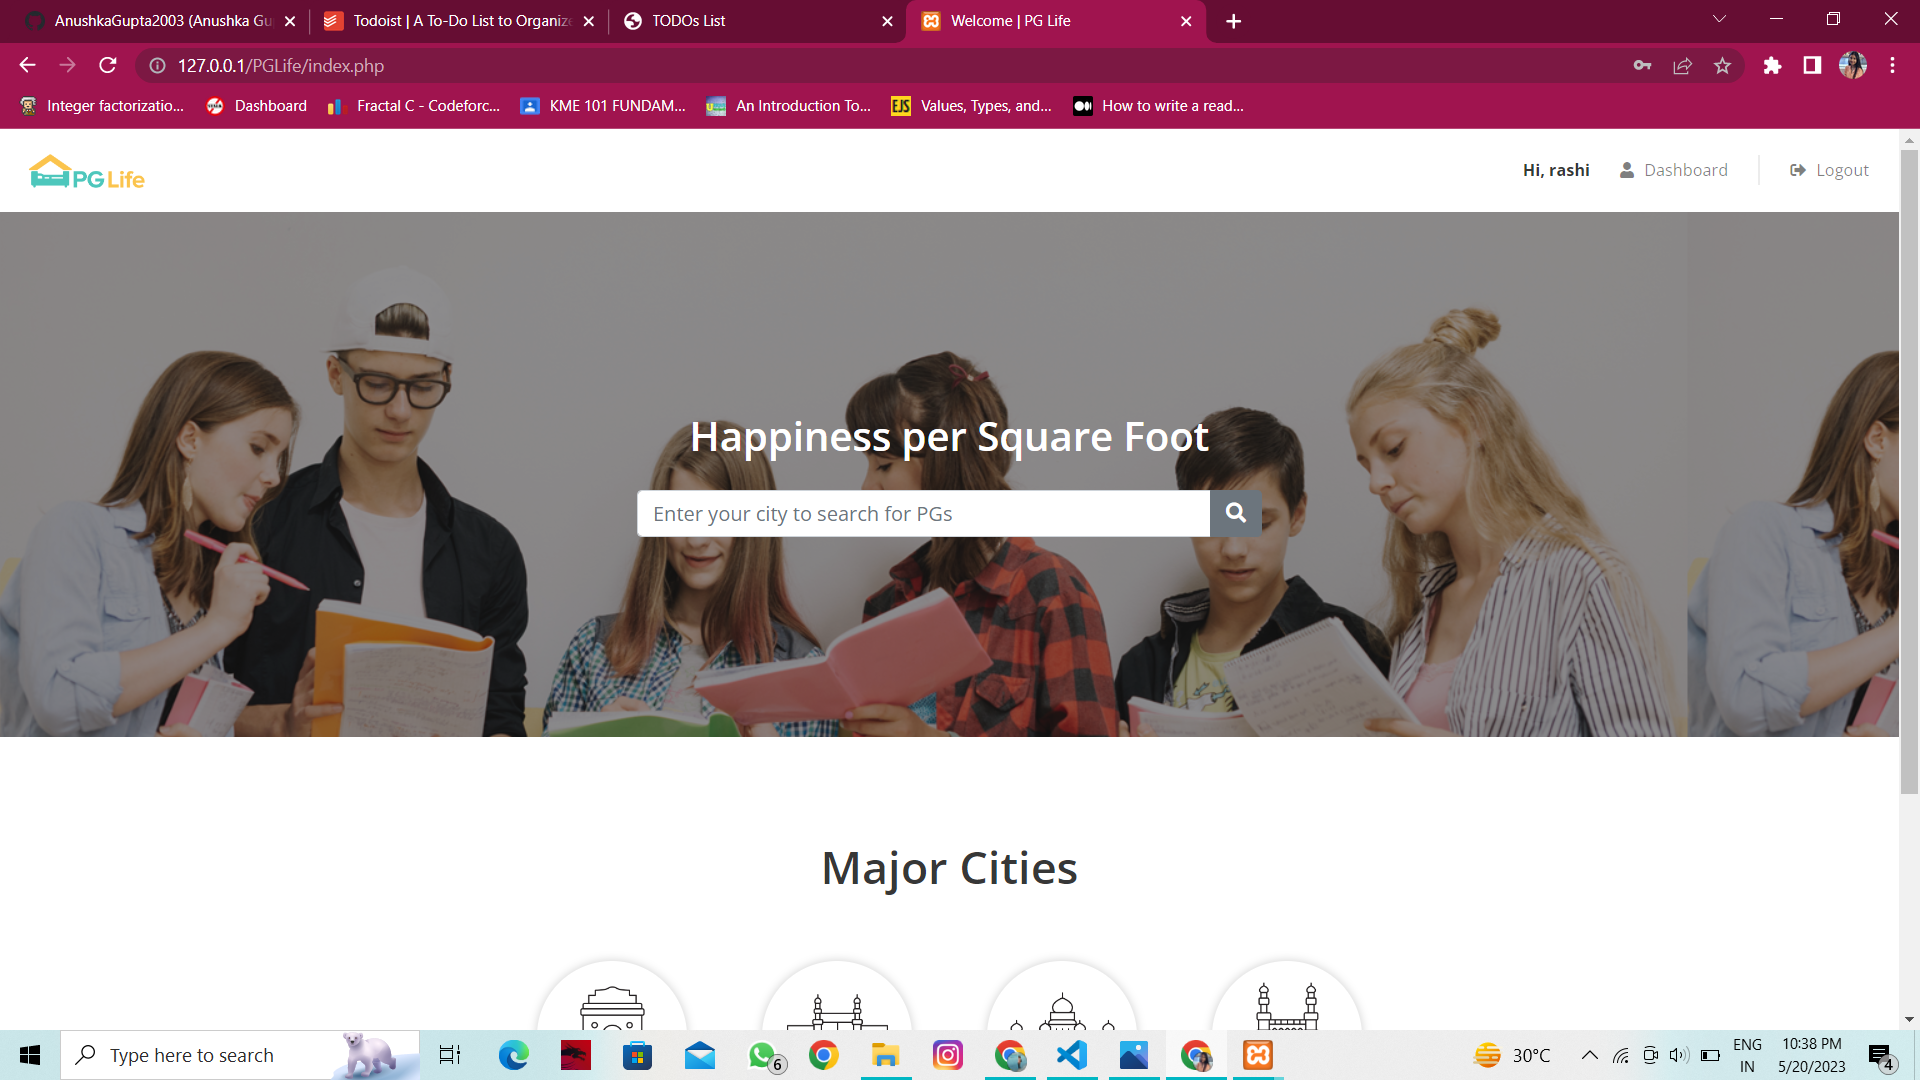 AnushkaGupta2003 (Anushka Gu
Todoist | A To-Do List to Organize
TODOs List
Welcome | PG Life
127.0.0.1/PGLife/index.php
Integer factorizatio...
Dashboard
Fractal C - Codeforc...
KME 101 FUNDAM...
An Introduction To...
EJS
Values, Types, and...
How to write a read...
PG Life
Hi, rashi
Dashboard
Logout
Happiness per Square Foot
Enter your city to search for PGs
Major Cities
Type here to search
6
30°C
ENG
IN
10:38 PM
5/20/2023
4